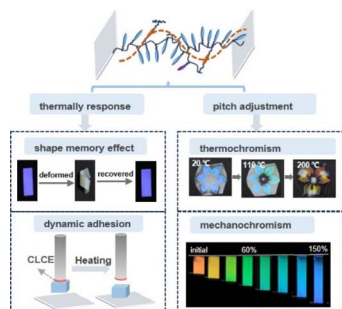 thermally response
pitch adjustment
shape memory effect
deformed
recovered
thermochromism
20 ℃
110 ℃
200 ℃
dynamic adhesion
CLCE
Heating
mechanochromism
initial
60%
150%